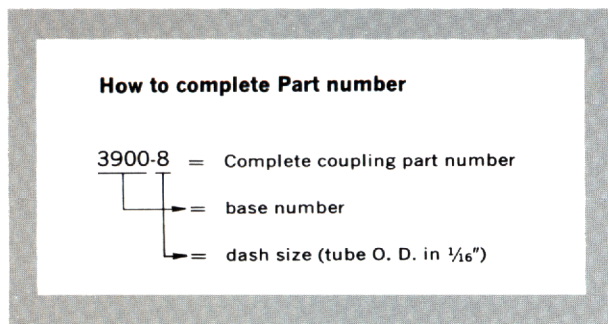 How to complete Part number
3900-8 = Complete coupling part number
= base number
= dash size (tube O. D. in 1/16")